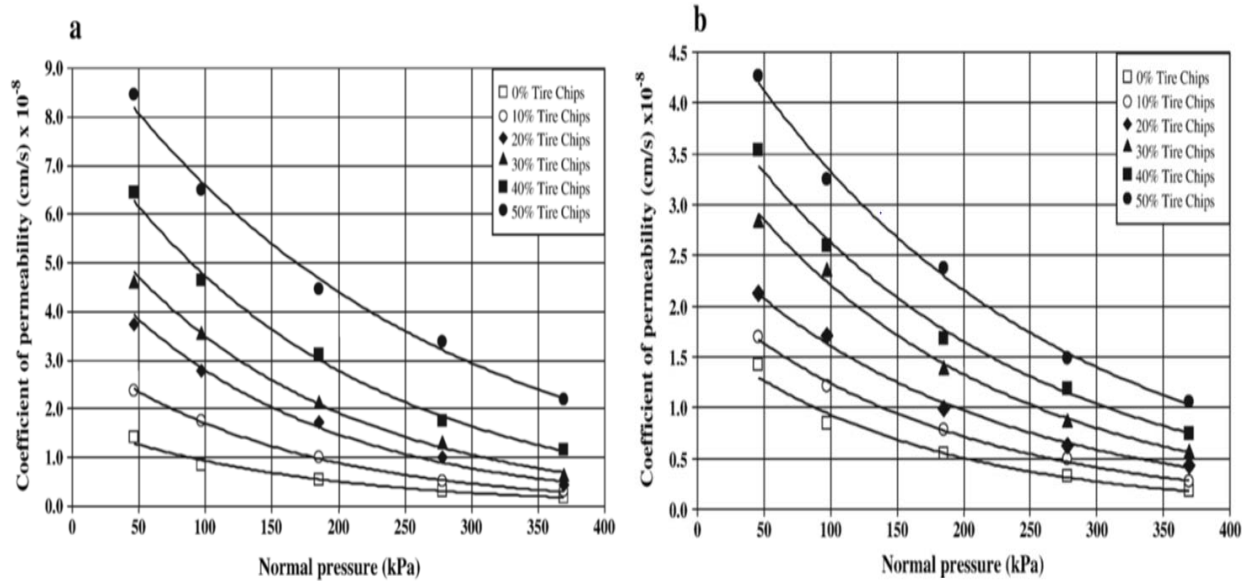 a
Coefficient of permeability (cm/s) x 10-8
9.0
8.0
7.0
6.0
5.0
4.0
3.0
2.0
1.0
0.0
0
50
100
150
200
250
300
350
400
Normal pressure (kPa)
0% Tire Chips
10% Tire Chips
20% Tire Chips
30% Tire Chips
40% Tire Chips
50% Tire Chips
b
Coefficient of permeability (cm/s) x10-8
4.5
4.0
3.5
3.0
2.5
2.0
1.5
1.0
0.5
0.0
0
50
100
150
200
250
300
350
400
Normal pressure (kPa)
0% Tire Chips
10% Tire Chips
20% Tire Chips
30% Tire Chips
40% Tire Chips
50% Tire Chips